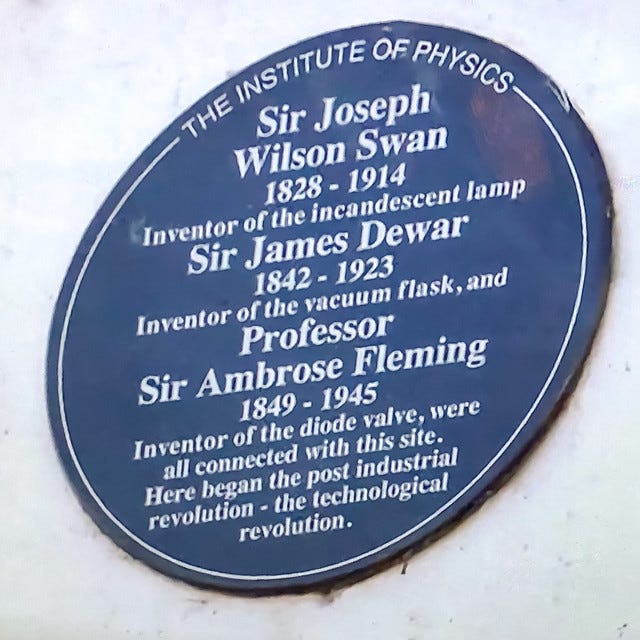 THE INSTITUTE OF PHYSICS
Sir Joseph
Wilson Swan
1828 - 1914
Inventor of the incandescent lamp
Sir James Dewar
1842 - 1923
Inventor of the vacuum flask, and
Professor
Sir Ambrose Fleming
1849 - 1945
Inventor of the diode valve, were
all connected with this site.
Here began the post industrial
revolution - the technological
revolution.